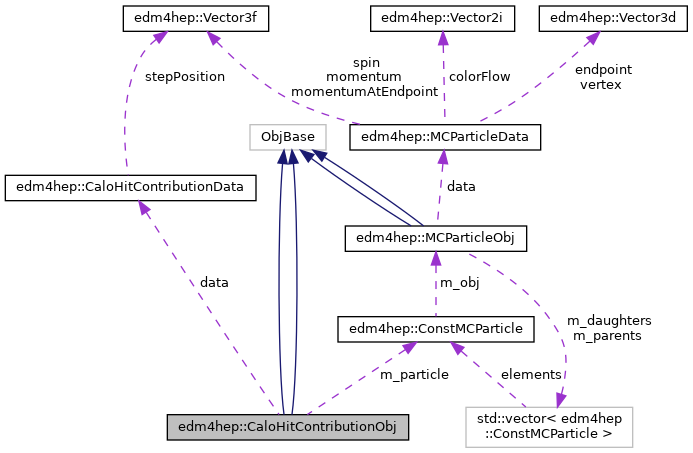 edm4hep::Vector3f
edm4hep::Vector2i
edm4hep::Vector3d
stepPosition
spin
momentum
momentumAtEndpoint
colorFlow
endpoint
vertex
ObjBase
edm4hep::MCParticleData
edm4hep::CaloHitContributionData
data
edm4hep::MCParticleObj
data
m_obj
edm4hep::ConstMCParticle
m_daughters
m_parents
m_particle
elements
edm4hep::CaloHitContributionObj
std::vector< edm4hep
::ConstMCParticle >